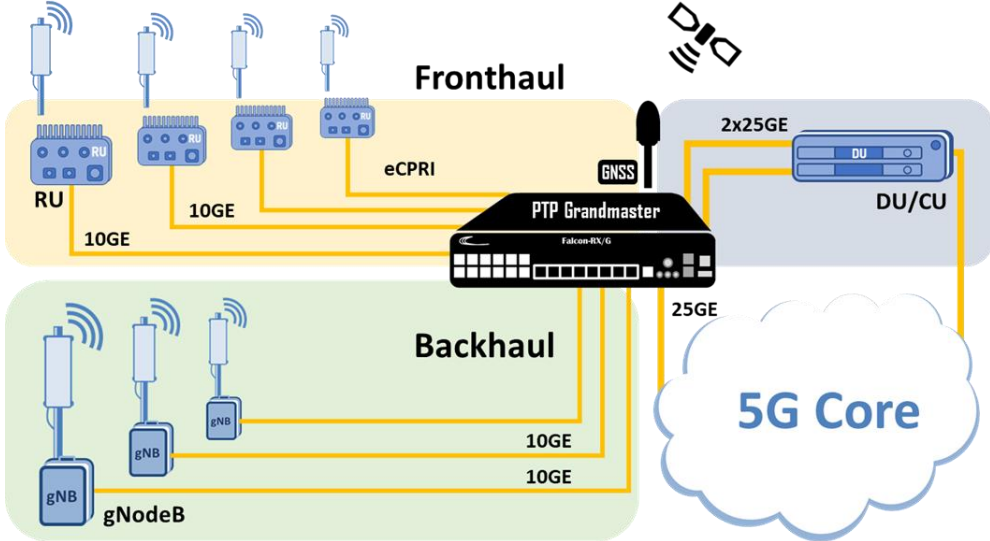 Fronthaul
2x25GE
RU
RU
RU
RU
DU
eCPRI
GNSS
RU
10GE
DU/CU
PTP Grandmaster
10GE
Falcon-RX/G
25GE
Backhaul
5G Core
gNB
gNB
10GE
10GE
gNB
gNodeB